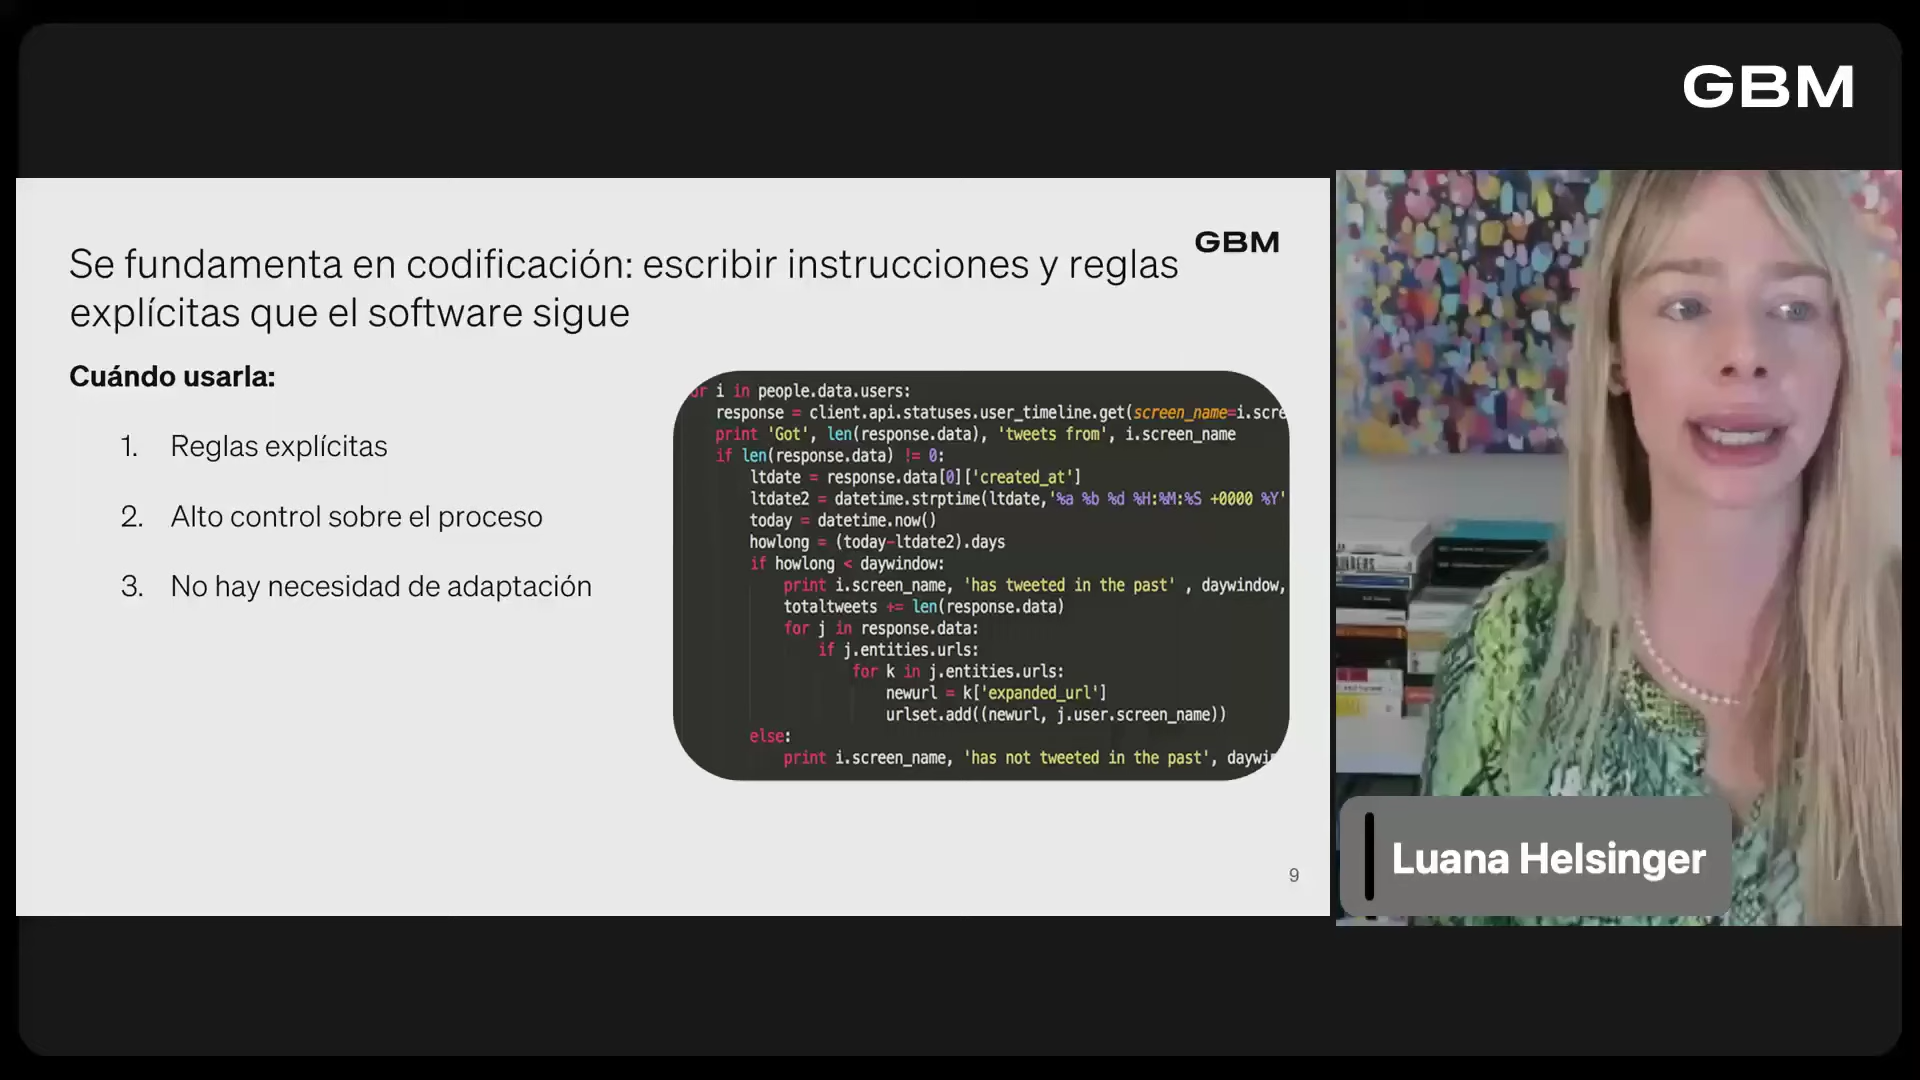 GBM
GBM
Se fundamenta en codificación: escribir instrucciones y reglas
explícitas que el software sigue
Cuándo usarla:
1. Reglas explícitas
2. Alto control sobre el proceso
3. No hay necesidad de adaptación
or i in people.data.users:
response = client.api.statuses.user_timeline.get(screen_name=i.scre
print 'Got', len(response.data), 'tweets from', i.screen_name
if len(response.data) != 0:
ltdate = response.data[0]['created_at']
ltdate2 = datetime.strptime(ltdate,'%a %b %d %H:%M:%S +0000 %Y'
today = datetime.now()
howlong = (today-ltdate2).days
if howlong < daywindow:
print i.screen_name, 'has tweeted in the past' , daywindow,
totaltweets += len(response.data)
for j in response.data:
if j.entities.urls:
for k in j.entities.urls:
newurl = k['expanded_url']
urlset.add((newurl, j.user.screen_name))
else:
print i.screen_name, 'has not tweeted in the past', daywi
9
Luana Helsinger